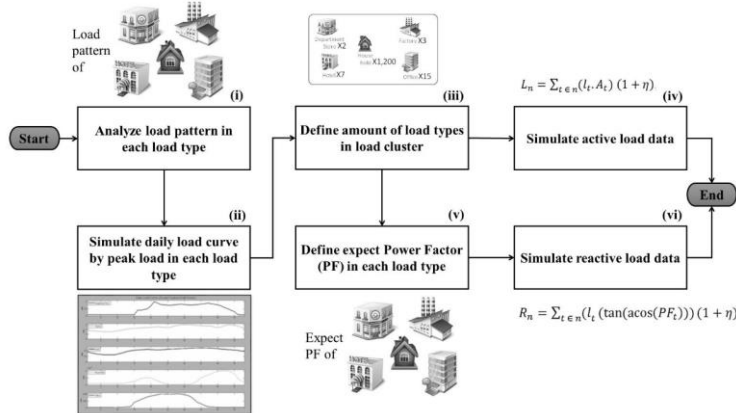 Load
pattern
of
(i)
Analyze load pattern in
each load type
Start
(ii)
Simulate daily load curve
by peak load in each load
type
Department
Store X2
Factory X3
X1,200
Hotel X7
Office X15
(iii)
Define amount of load types
in load cluster
(v)
Define expect Power Factor
(PF) in each load type
Expect
PF of
L_n = ∑_{t ∈ n}(l_t. A_t) (1 + η)
(iv)
Simulate active load data
End
(vi)
Simulate reactive load data
R_n = ∑_{t ∈ n}(l_t (tan(acos(PF_t))) (1 + η)